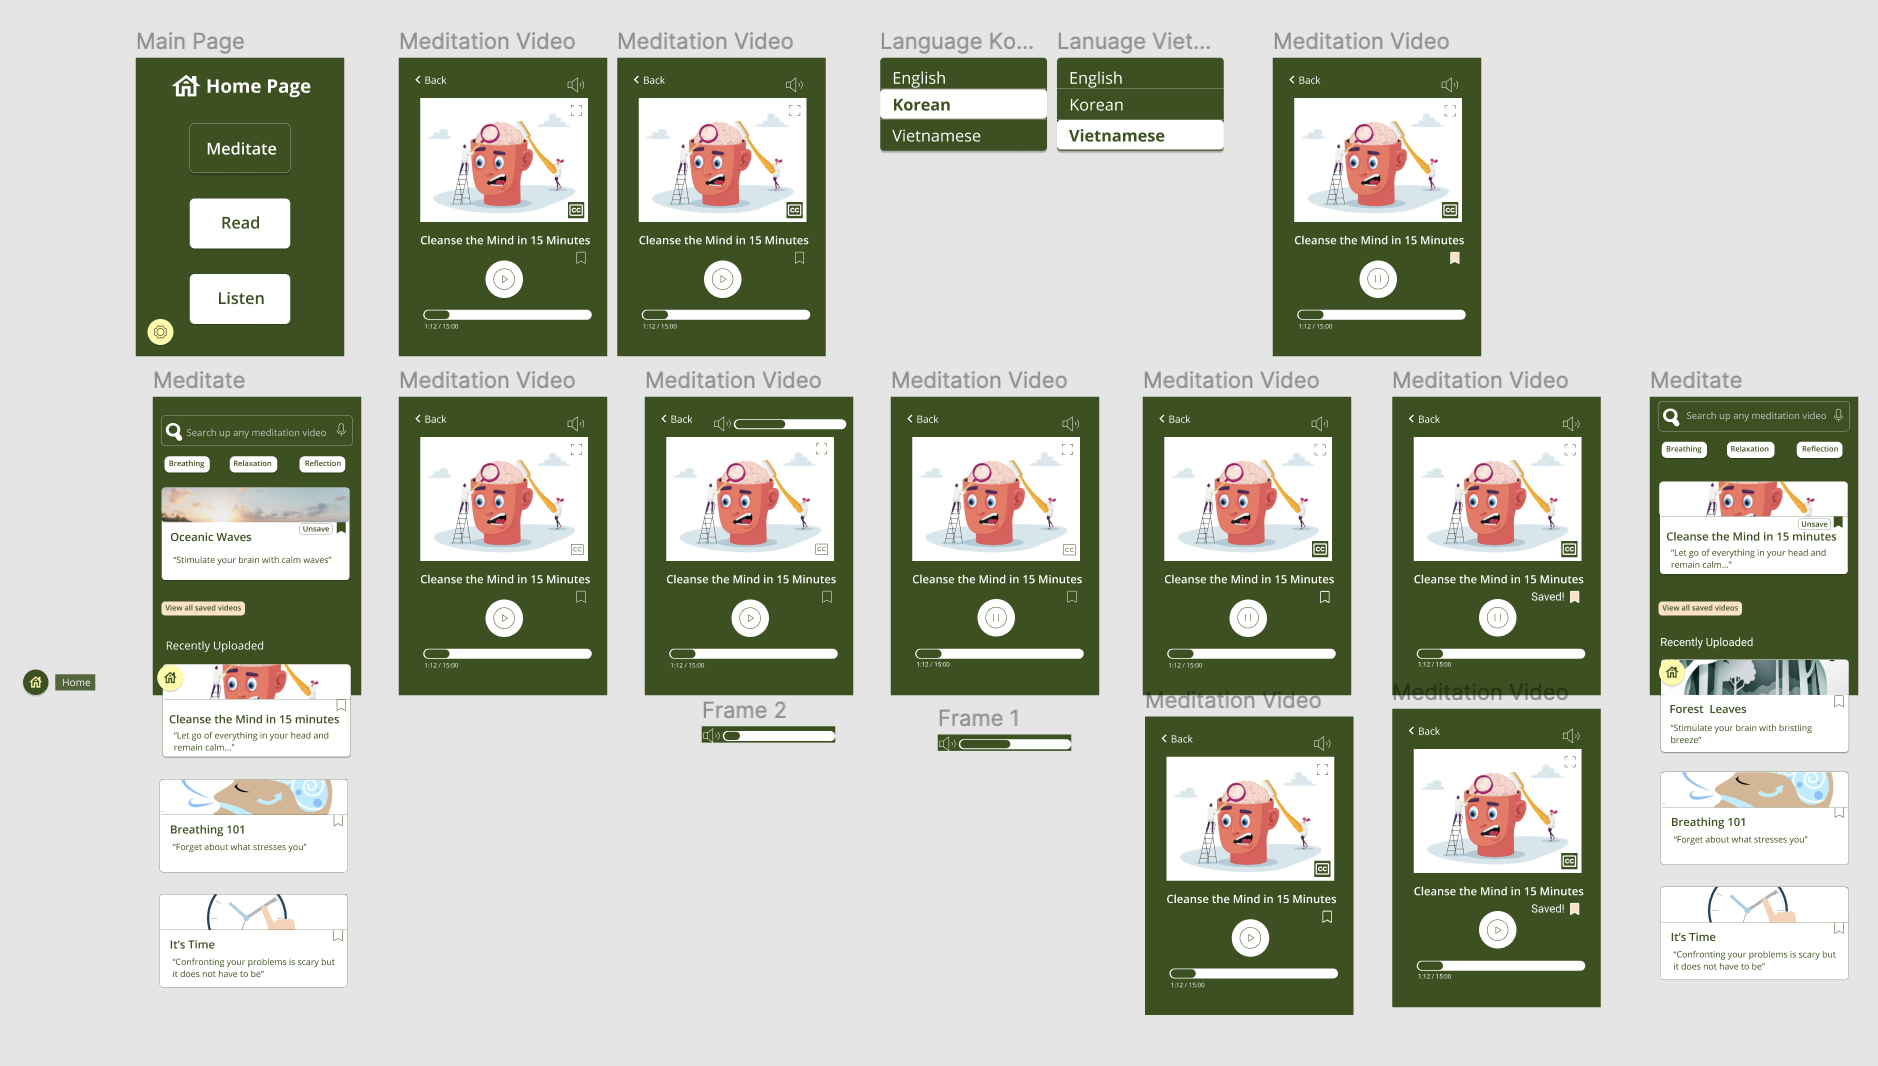 Main Page
Home Page
Meditate
Read
Listen
Meditation Video
Back
CC
Cleanse the Mind in 15 Minutes
1:12 / 15:00
Meditation Video
Back
CC
Cleanse the Mind in 15 Minutes
1:12 / 15:00
Language Ko...
English
Korean
Vietnamese
Lanuage Viet...
English
Korean
Vietnamese
Meditation Video
Back
CC
Cleanse the Mind in 15 Minutes
1:12 / 15:00
Home
Meditate
Search up any meditation video
Breathing
Relaxation
Reflection
Unsave
Oceanic Waves
“Stimulate your brain with calm waves”
View all saved videos
Recently Uploaded
Cleanse the Mind in 15 minutes
“Let go of everything in your head and
remain calm...”
Breathing 101
“Forget about what stresses you”
It’s Time
“Confronting your problems is scary but
it does not have to be”
Meditation Video
Back
CC
Cleanse the Mind in 15 Minutes
1:12 / 15:00
Meditation Video
Back
CC
Cleanse the Mind in 15 Minutes
1:12 / 15:00
Frame 2
Meditation Video
Back
CC
Cleanse the Mind in 15 Minutes
1:12 / 15:00
Frame 1
Meditation Video
Back
CC
Cleanse the Mind in 15 Minutes
1:12 / 15:00
Meditation Video
Back
CC
Cleanse the Mind in 15 Minutes
1:12 / 15:00
Meditation Video
Back
CC
Cleanse the Mind in 15 Minutes
Saved!
1:12 / 15:00
Meditation Video
Back
CC
Cleanse the Mind in 15 Minutes
Saved!
1:12 / 15:00
Meditate
Search up any meditation video
Breathing
Relaxation
Reflection
Unsave
Cleanse the Mind in 15 minutes
“Let go of everything in your head and
remain calm...”
View all saved videos
Recently Uploaded
Forest Leaves
“Stimulate your brain with bristling
breeze”
Breathing 101
“Forget about what stresses you”
It’s Time
“Confronting your problems is scary but
it does not have to be”